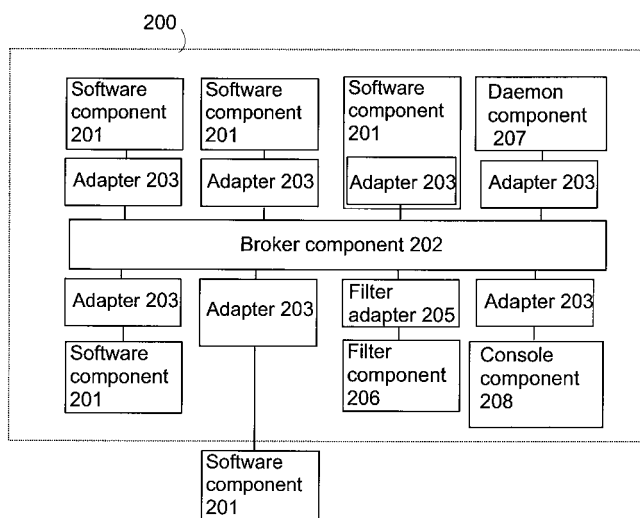 200
Software
component
201
Software
component
201
Software
component
201
Daemon
component
207
Adapter 203
Adapter 203
Adapter 203
Adapter 203
Broker component 202
Adapter 203
Adapter 203
Filter
adapter 205
Adapter 203
Software
component
201
Filter
component
206
Console
component
208
Software
component
201